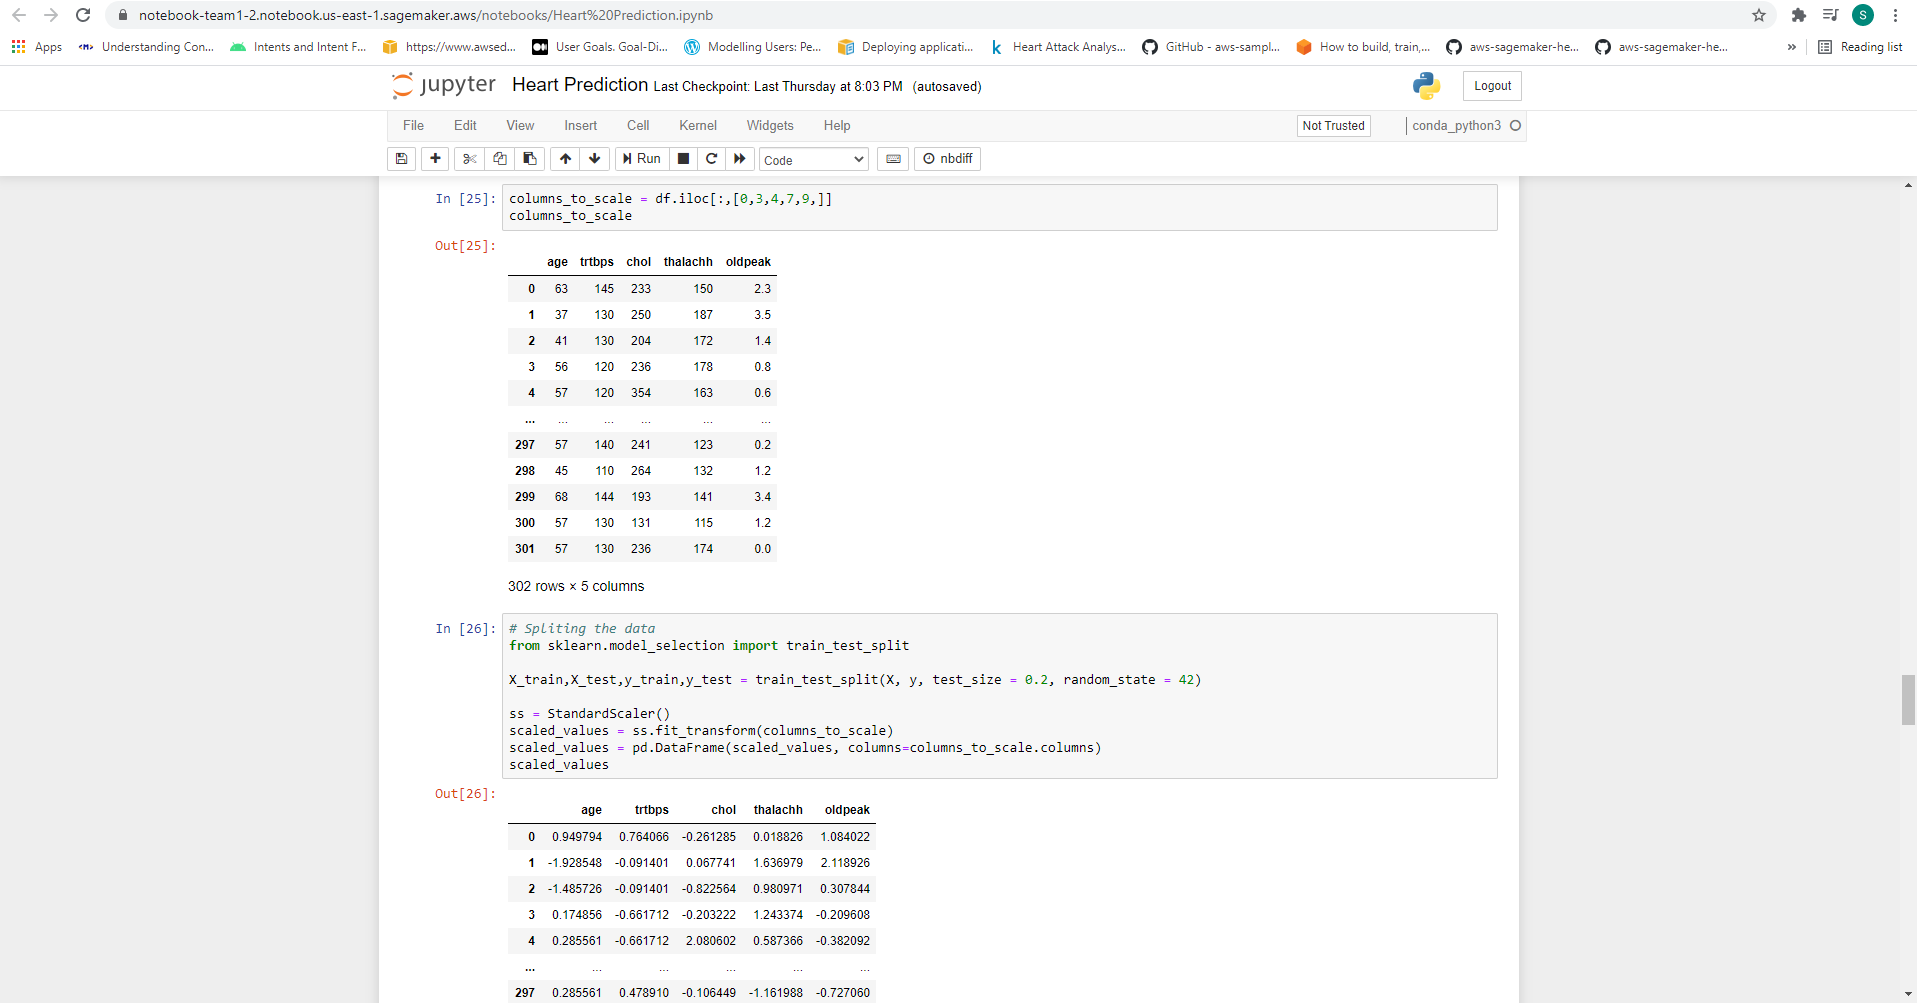 notebook-team1-2.notebook.us-east-1.sagemaker.aws/notebooks/Heart%20Prediction.ipynb
S
Apps Understanding Con... Intents and Intent F... https://www.awsed... User Goals. Goal-Di... Modelling Users: Pe... Deploying applicati... k Heart Attack Analys... GitHub - aws-sampl... How to build, train,... aws-sagemaker-he... aws-sagemaker-he... » Reading list
jupyter Heart Prediction Last Checkpoint: Last Thursday at 8:03 PM (autosaved) Logout
File Edit View Insert Cell Kernel Widgets Help Not Trusted conda_python3
Run Code nbdiff
In [25]: columns_to_scale = df.iloc[:,[0,3,4,7,9,]]
columns_to_scale
Out[25]:
age trtbps chol thalachh oldpeak
0 63 145 233 150 2.3
1 37 130 250 187 3.5
2 41 130 204 172 1.4
3 56 120 236 178 0.8
4 57 120 354 163 0.6
... ... ... ... ... ...
297 57 140 241 123 0.2
298 45 110 264 132 1.2
299 68 144 193 141 3.4
300 57 130 131 115 1.2
301 57 130 236 174 0.0
302 rows × 5 columns
In [26]: # Spliting the data
from sklearn.model_selection import train_test_split
X_train,X_test,y_train,y_test = train_test_split(X, y, test_size = 0.2, random_state = 42)
ss = StandardScaler()
scaled_values = ss.fit_transform(columns_to_scale)
scaled_values = pd.DataFrame(scaled_values, columns=columns_to_scale.columns)
scaled_values
Out[26]:
age trtbps chol thalachh oldpeak
0 0.949794 0.764066 -0.261285 0.018826 1.084022
1 -1.928548 -0.091401 0.067741 1.636979 2.118926
2 -1.485726 -0.091401 -0.822564 0.980971 0.307844
3 0.174856 -0.661712 -0.203222 1.243374 -0.209608
4 0.285561 -0.661712 2.080602 0.587366 -0.382092
... ... ... ... ... ...
297 0.285561 0.478910 -0.106449 -1.161988 -0.727060